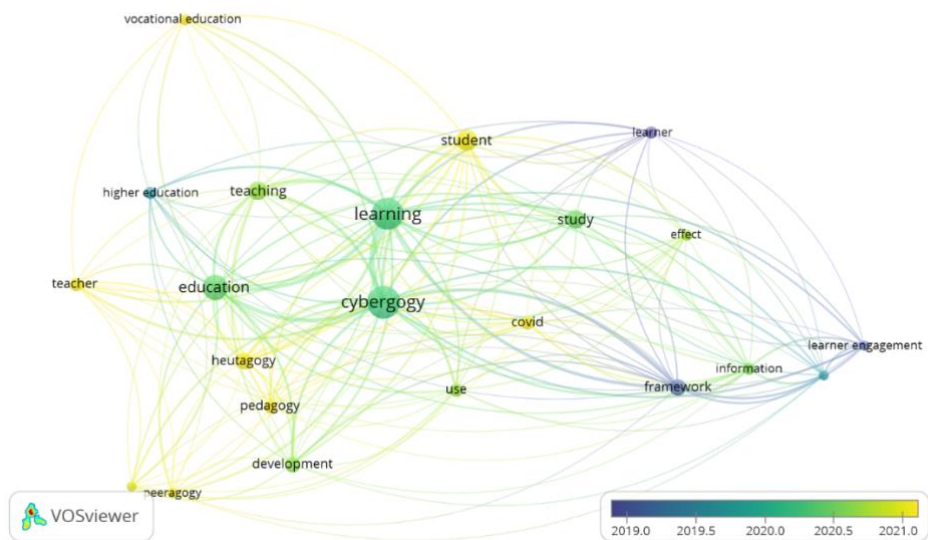 vocational education
student
learner
higher education
teaching
learning
study
effect
teacher
education
cybergogy
covid
learner engagement
heutagogy
information
framework
use
pedagogy
development
peeragogy
VOSviewer
2019.0 2019.5 2020.0 2020.5 2021.0